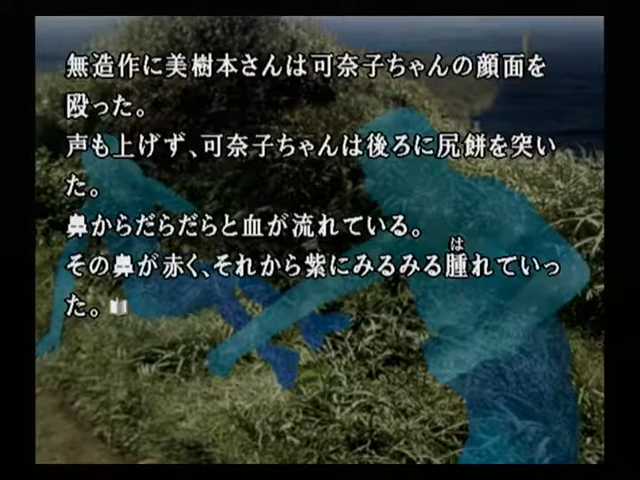 無造作に美樹本さんは可奈子ちゃんの顔面を
殴った。
声も上げず、可奈子ちゃんは後ろに尻餅を突い
た。
鼻からだらだらと血が流れている。
その鼻が赤く、それから紫にみるみる腫れていっ
た。